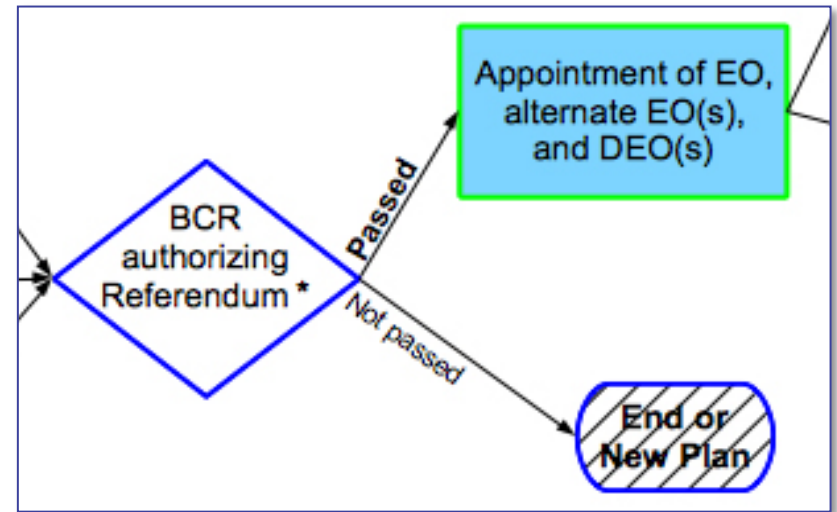 Appointment of EO,
alternate EO(s),
and DEO(s)
Passed
BCR
authorizing
Referendum *
Not passed
End or
New Plan